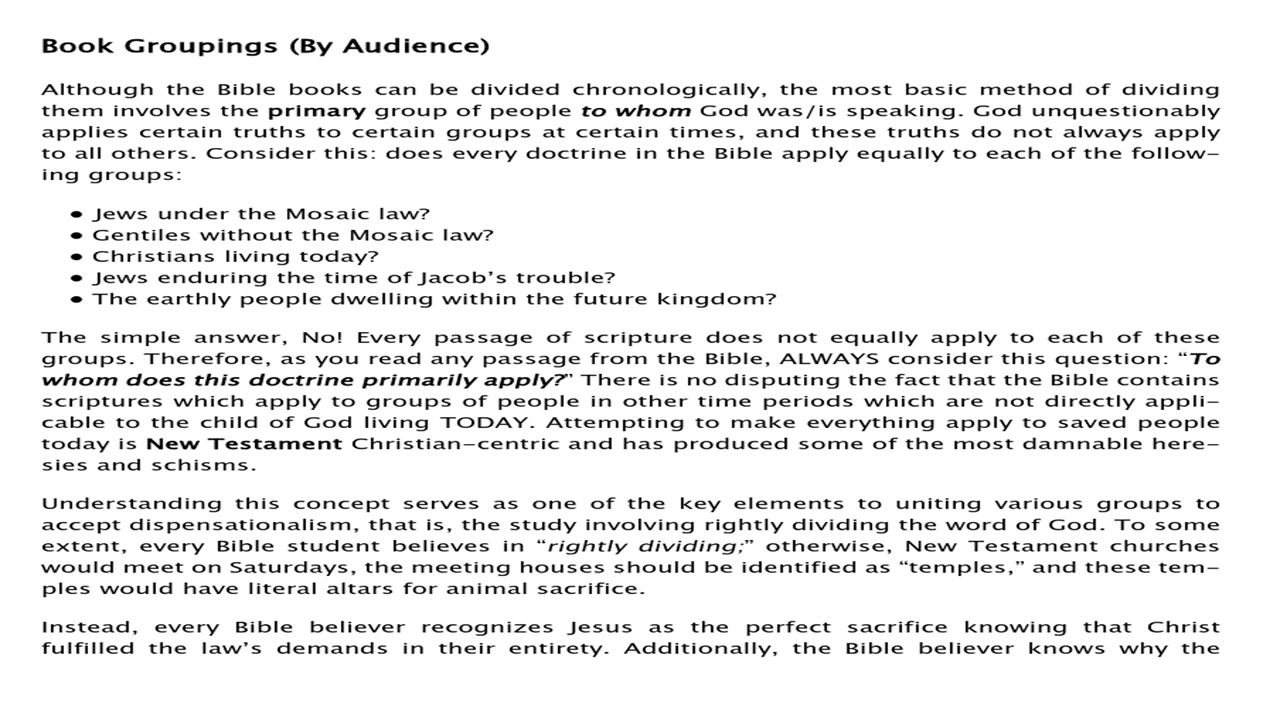 Book Groupings (By Audience)
Although the Bible books can be divided chronologically, the most basic method of dividing
them involves the primary group of people to whom God was/is speaking. God unquestionably
applies certain truths to certain groups at certain times, and these truths do not always apply
to all others. Consider this: does every doctrine in the Bible apply equally to each of the follow-
ing groups:
● Jews under the Mosaic law?
● Gentiles without the Mosaic law?
● Christians living today?
● Jews enduring the time of Jacob’s trouble?
● The earthly people dwelling within the future kingdom?
The simple answer, No! Every passage of scripture does not equally apply to each of these
groups. Therefore, as you read any passage from the Bible, ALWAYS consider this question: “To
whom does this doctrine primarily apply?” There is no disputing the fact that the Bible contains
scriptures which apply to groups of people in other time periods which are not directly appli-
cable to the child of God living TODAY. Attempting to make everything apply to saved people
today is New Testament Christian-centric and has produced some of the most damnable here-
sies and schisms.
Understanding this concept serves as one of the key elements to uniting various groups to
accept dispensationalism, that is, the study involving rightly dividing the word of God. To some
extent, every Bible student believes in “rightly dividing;” otherwise, New Testament churches
would meet on Saturdays, the meeting houses should be identified as “temples,” and these tem-
ples would have literal altars for animal sacrifice.
Instead, every Bible believer recognizes Jesus as the perfect sacrifice knowing that Christ
fulfilled the law’s demands in their entirety. Additionally, the Bible believer knows why the